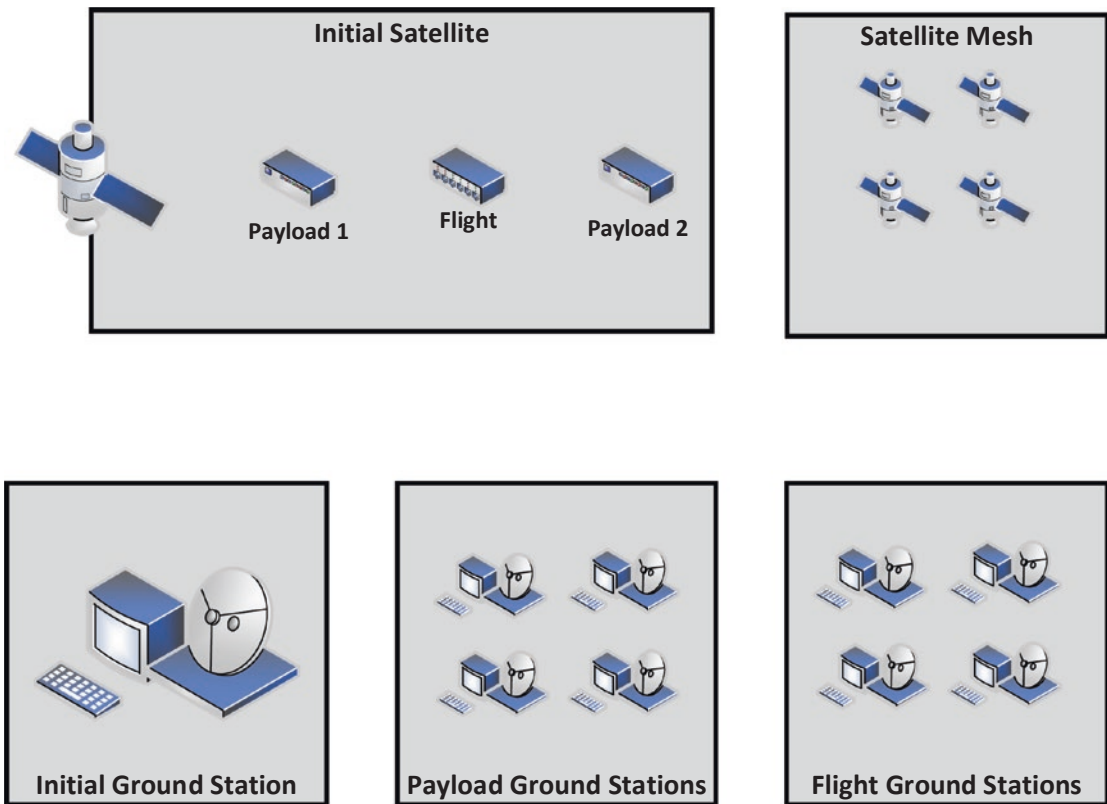 Initial Satellite
Satellite Mesh
Payload 1
Flight
Payload 2
Initial Ground Station
Payload Ground Stations
Flight Ground Stations